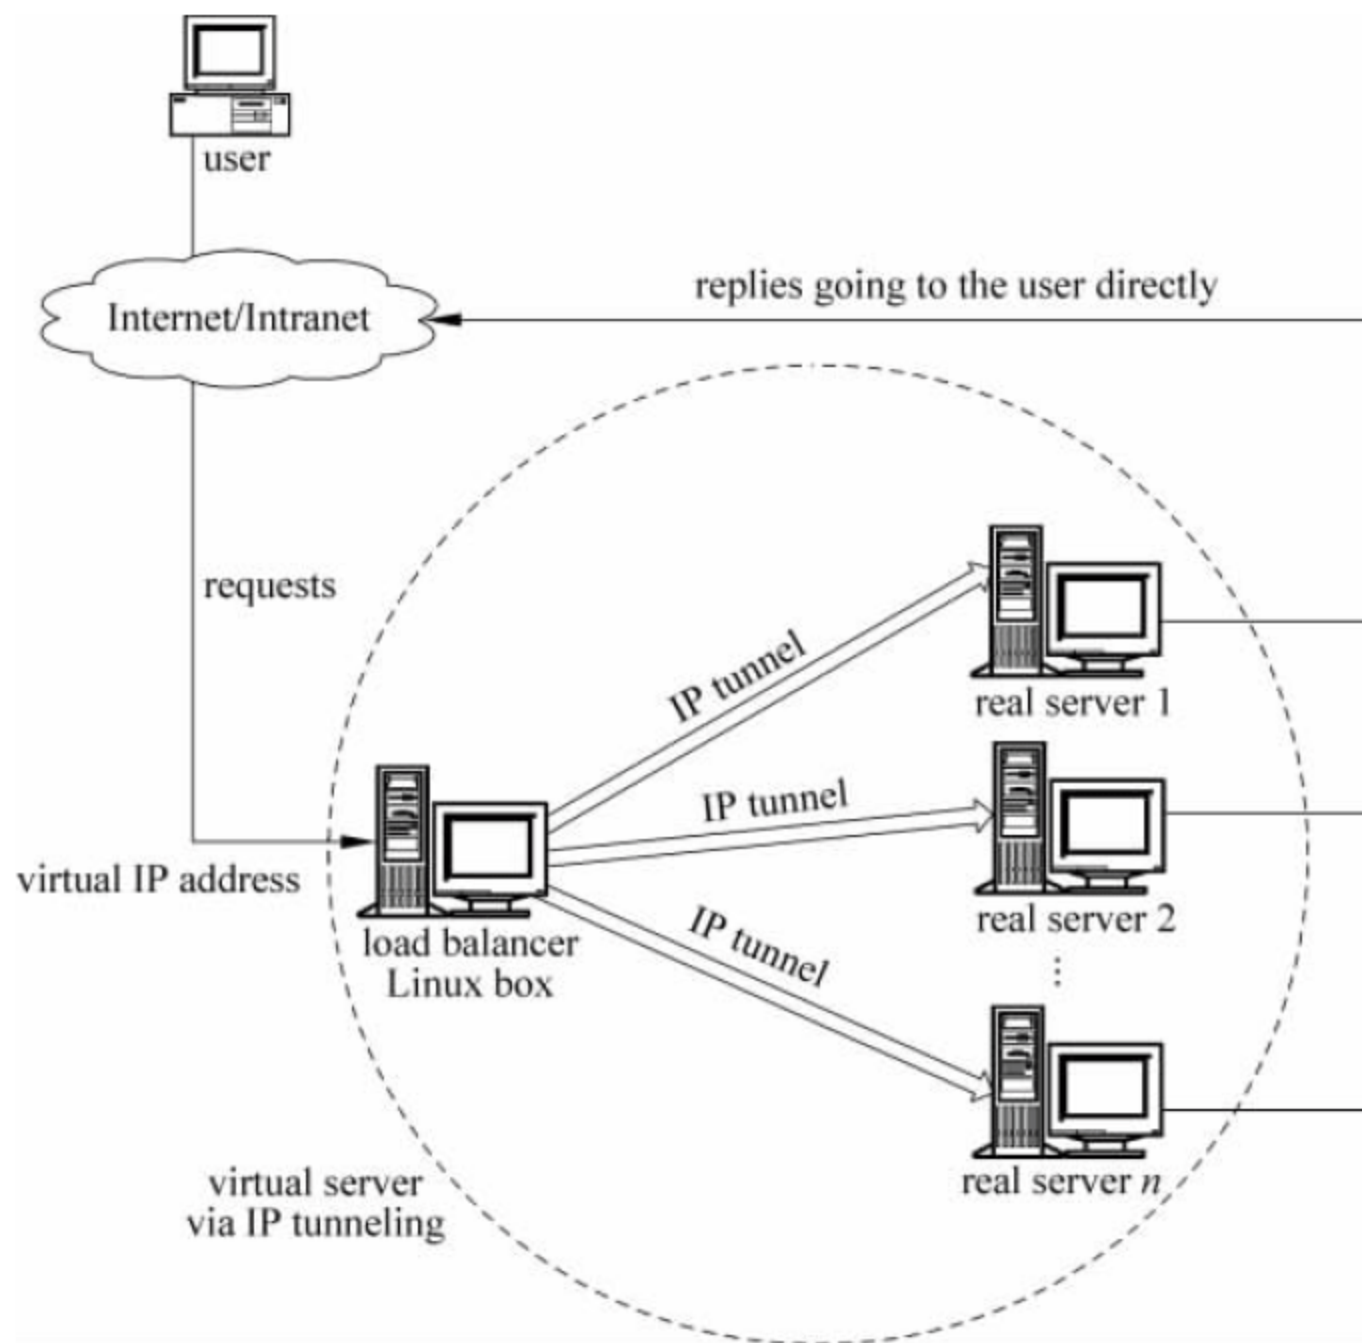 user
replies going to the user directly
Internet/Intranet
requests
IP tunnel
real server 1
IP tunnel
virtual IP address
real server 2
IP tunnel
load balancer
Linux box
real server n
virtual server
via IP tunneling